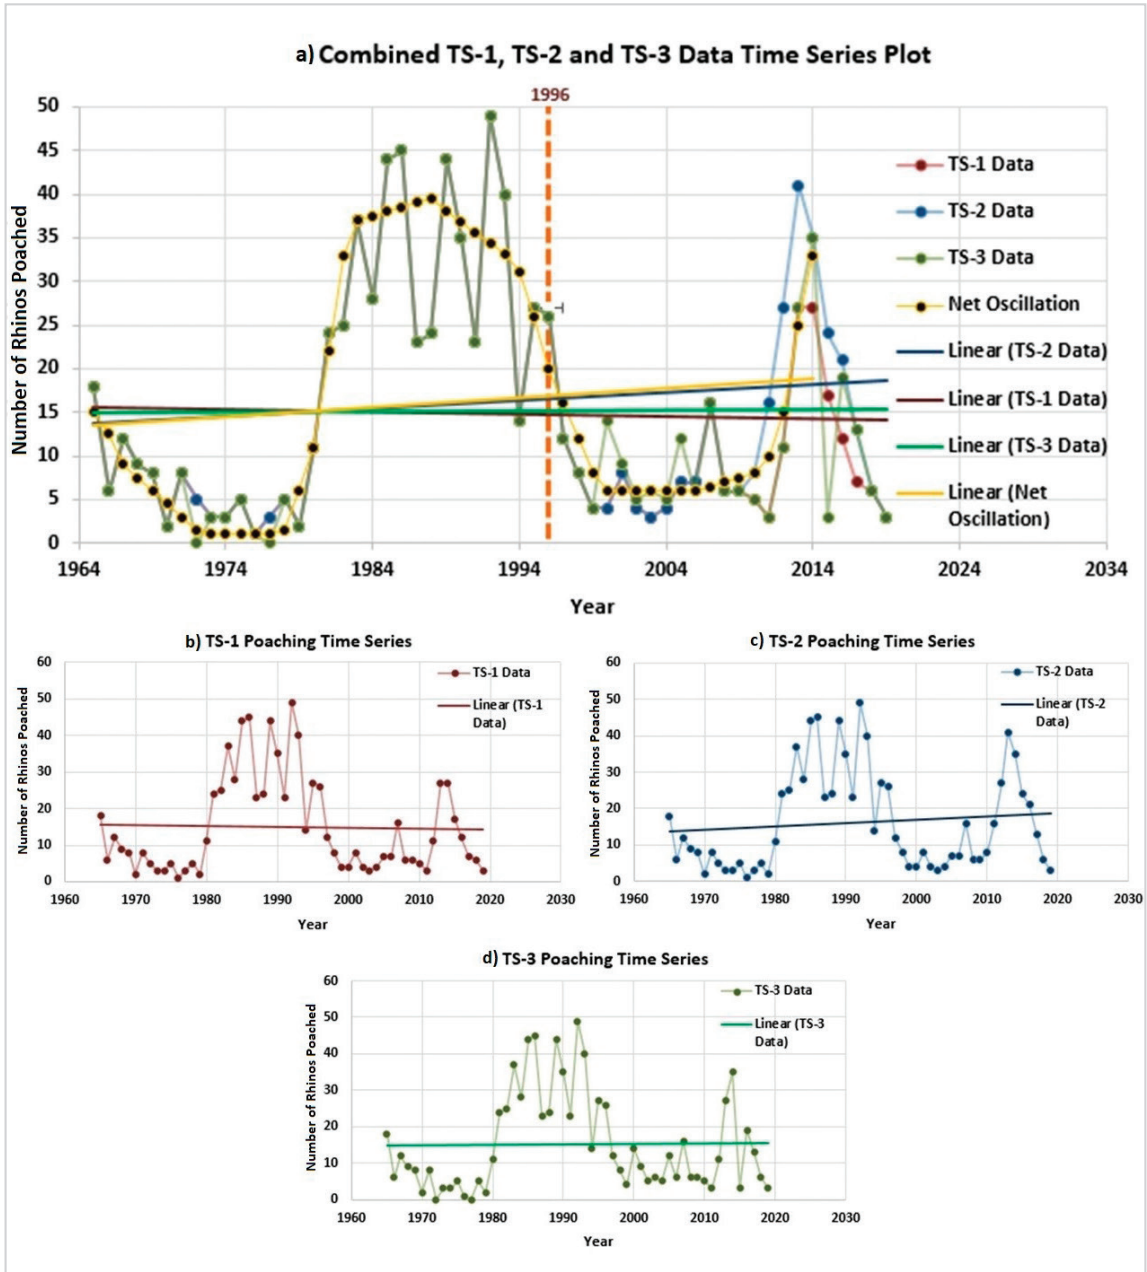 a) Combined TS-1, TS-2 and TS-3 Data Time Series Plot
1996
50
45
40
35
30
25
20
15
10
5
0
Number of Rhinos Poached
TS-1 Data
TS-2 Data
TS-3 Data
Net Oscillation
Linear (TS-2 Data)
Linear (TS-1 Data)
Linear (TS-3 Data)
Linear (Net
Oscillation)
1964 1974 1984 1994 2004 2014 2024 2034
Year
b) TS-1 Poaching Time Series
60
50
40
30
20
10
0
Number of Rhinos Poached
TS-1 Data
Linear (TS-1
Data)
1960 1970 1980 1990 2000 2010 2020 2030
Year
c) TS-2 Poaching Time Series
60
50
40
30
20
10
0
Number of Rhinos Poached
TS-2 Data
Linear (TS-2
Data)
1960 1970 1980 1990 2000 2010 2020 2030
Year
d) TS-3 Poaching Time Series
60
50
40
30
20
10
0
Number of Rhinos Poached
TS-3 Data
Linear (TS-3
Data)
1960 1970 1980 1990 2000 2010 2020 2030
Year